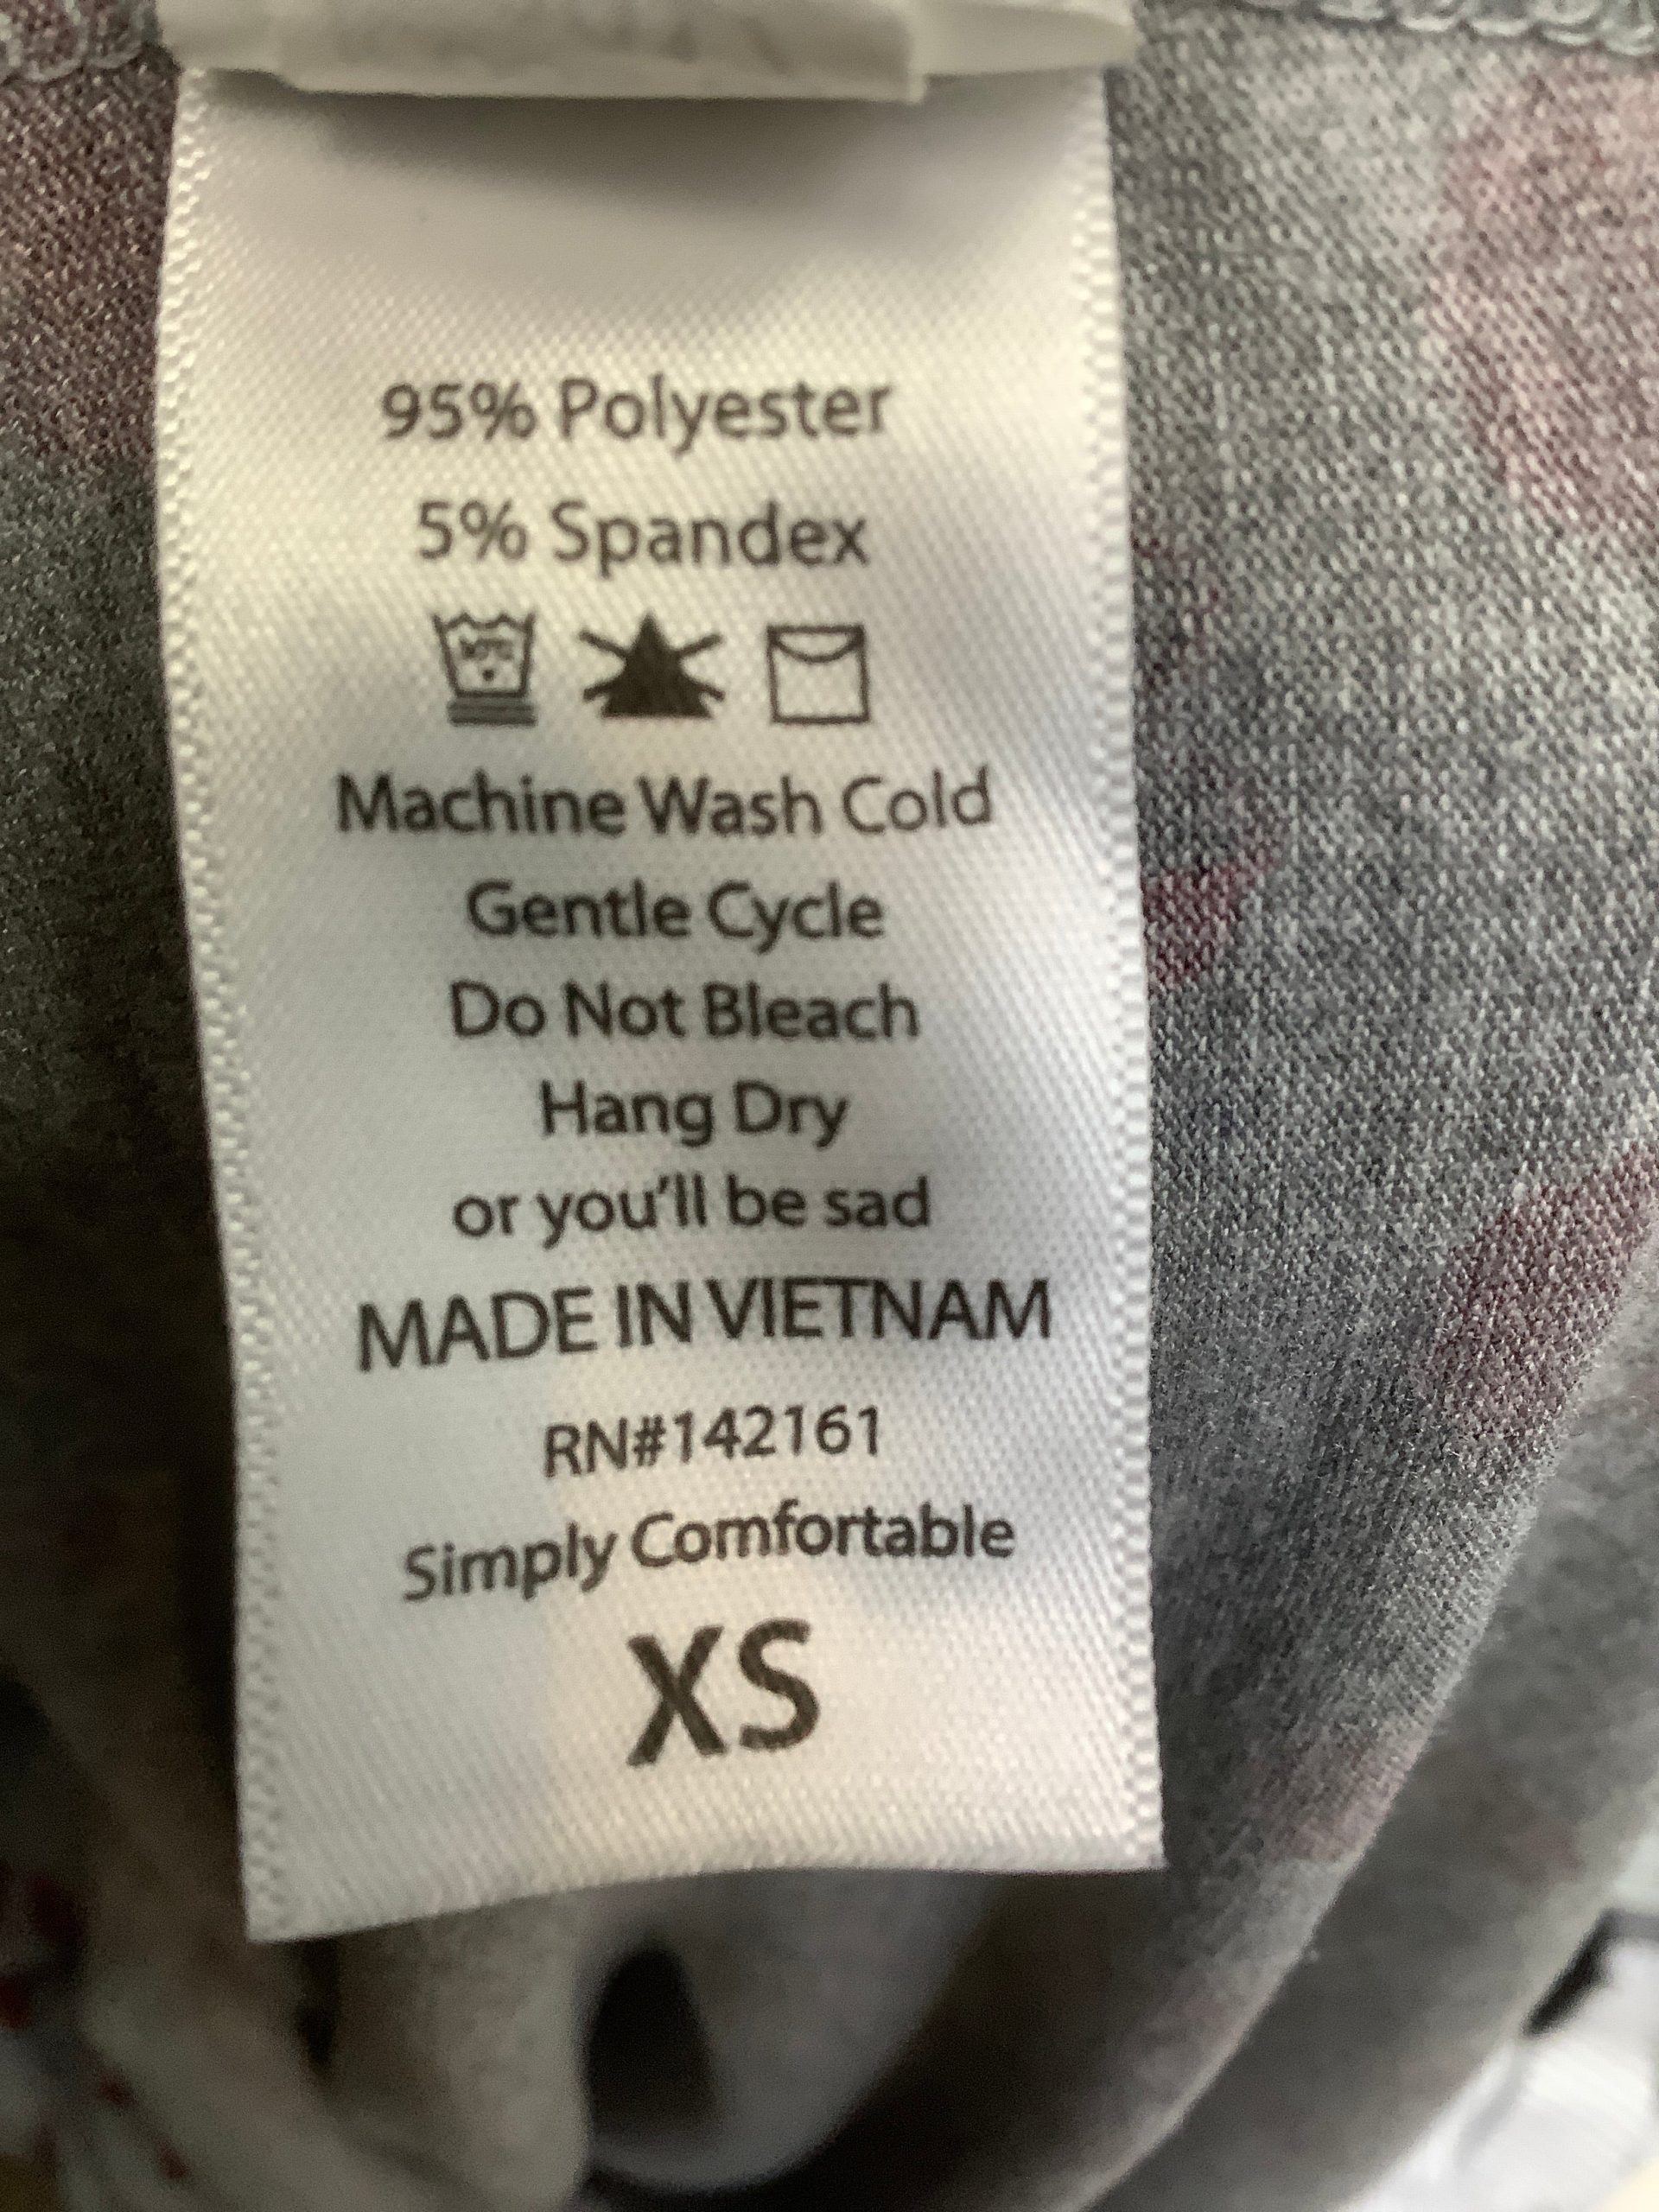 95% Polyester
5% Spandex
Machine Wash Cold
Gentle Cycle
Do Not Bleach
Hang Dry
or you'll be sad
MADE IN VIETNAM
RN#142161
Simply Comfortable
XS